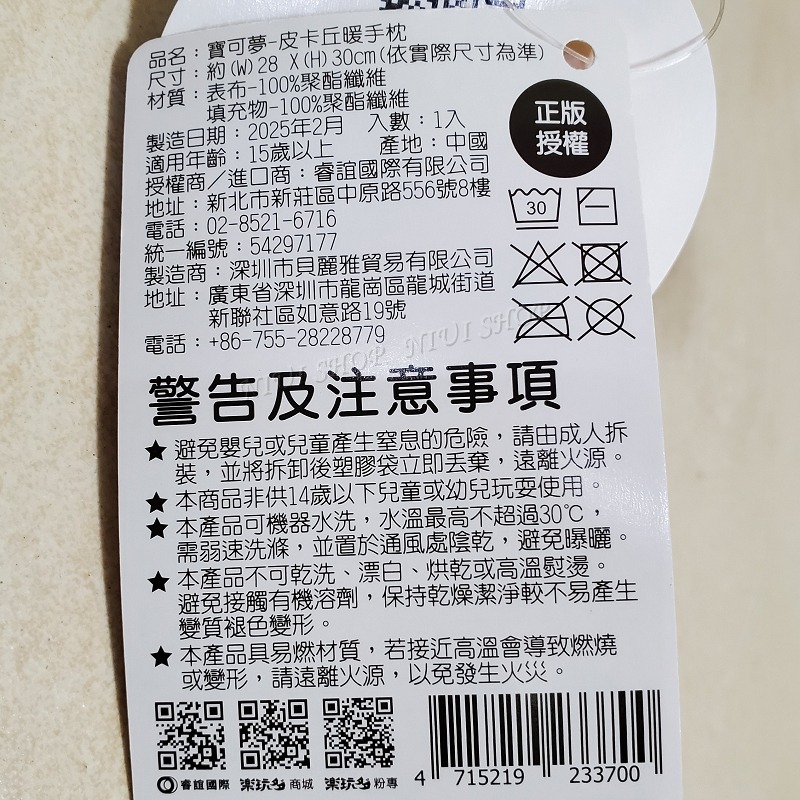 品名：寶可夢-皮卡丘暖手枕
尺寸：約(W)28 X(H)30cm(依實際尺寸為準)
材質：表布-100%聚酯纖維
填充物-100%聚酯纖維
製造日期：2025年2月 入數：1入
適用年齡：15歲以上 產地：中國
授權商／進口商：睿誼國際有限公司
地址：新北市新莊區中原路556號8樓
電話：02-8521-6716
統一編號：54297177
製造商：深圳市貝麗雅貿易有限公司
地址：廣東省深圳市龍崗區龍城街道
新聯社區如意路19號
電話：+86-755-28228779
正版
授權
30
NIUI SHOP NIUI SHOP
警告及注意事項
★ 避免嬰兒或兒童產生窒息的危險，請由成人拆
裝，並將拆卸後塑膠袋立即丟棄，遠離火源。
★ 本商品非供14歲以下兒童或幼兒玩耍使用。
★ 本產品可機器水洗，水溫最高不超過30℃，
需弱速洗滌，並置於通風處陰乾，避免曝曬。
★ 本產品不可乾洗、漂白、烘乾或高溫熨燙。
避免接觸有機溶劑，保持乾燥潔淨較不易產生
變質褪色變形。
★ 本產品具易燃材質，若接近高溫會導致燃燒
或變形，請遠離火源，以免發生火災。
睿誼國際 樂玩多商城 樂玩多粉專
4 715219 233700